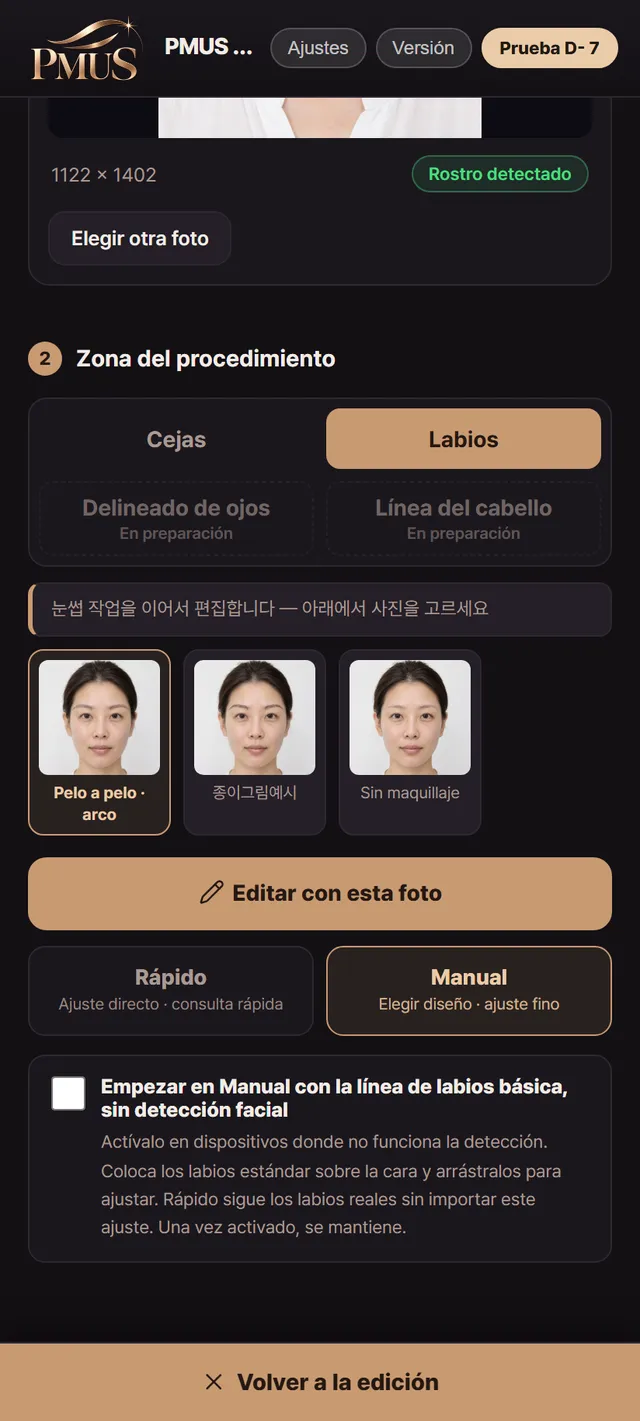 PMUS
PMUS ...
Ajustes
Versión
Prueba D- 7
1122 × 1402
Rostro detectado
Elegir otra foto
2
Zona del procedimiento
Cejas
Labios
Delineado de ojos
En preparación
Línea del cabello
En preparación
눈썹 작업을 이어서 편집합니다 — 아래에서 사진을 고르세요
Pelo a pelo ·
arco
종이그림예시
Sin maquillaje
Editar con esta foto
Rápido
Ajuste directo · consulta rápida
Manual
Elegir diseño · ajuste fino
Empezar en Manual con la línea de labios básica,
sin detección facial
Actívalo en dispositivos donde no funciona la detección.
Coloca los labios estándar sobre la cara y arrástralos para
ajustar. Rápido sigue los labios reales sin importar este
ajuste. Una vez activado, se mantiene.
Volver a la edición